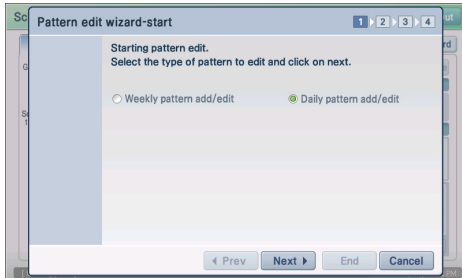 Pattern edit wizard-start
1 2 3 4
Starting pattern edit.
Select the type of pattern to edit and click on next.
Weekly pattern add/edit
Daily pattern add/edit
Prev Next End Cancel